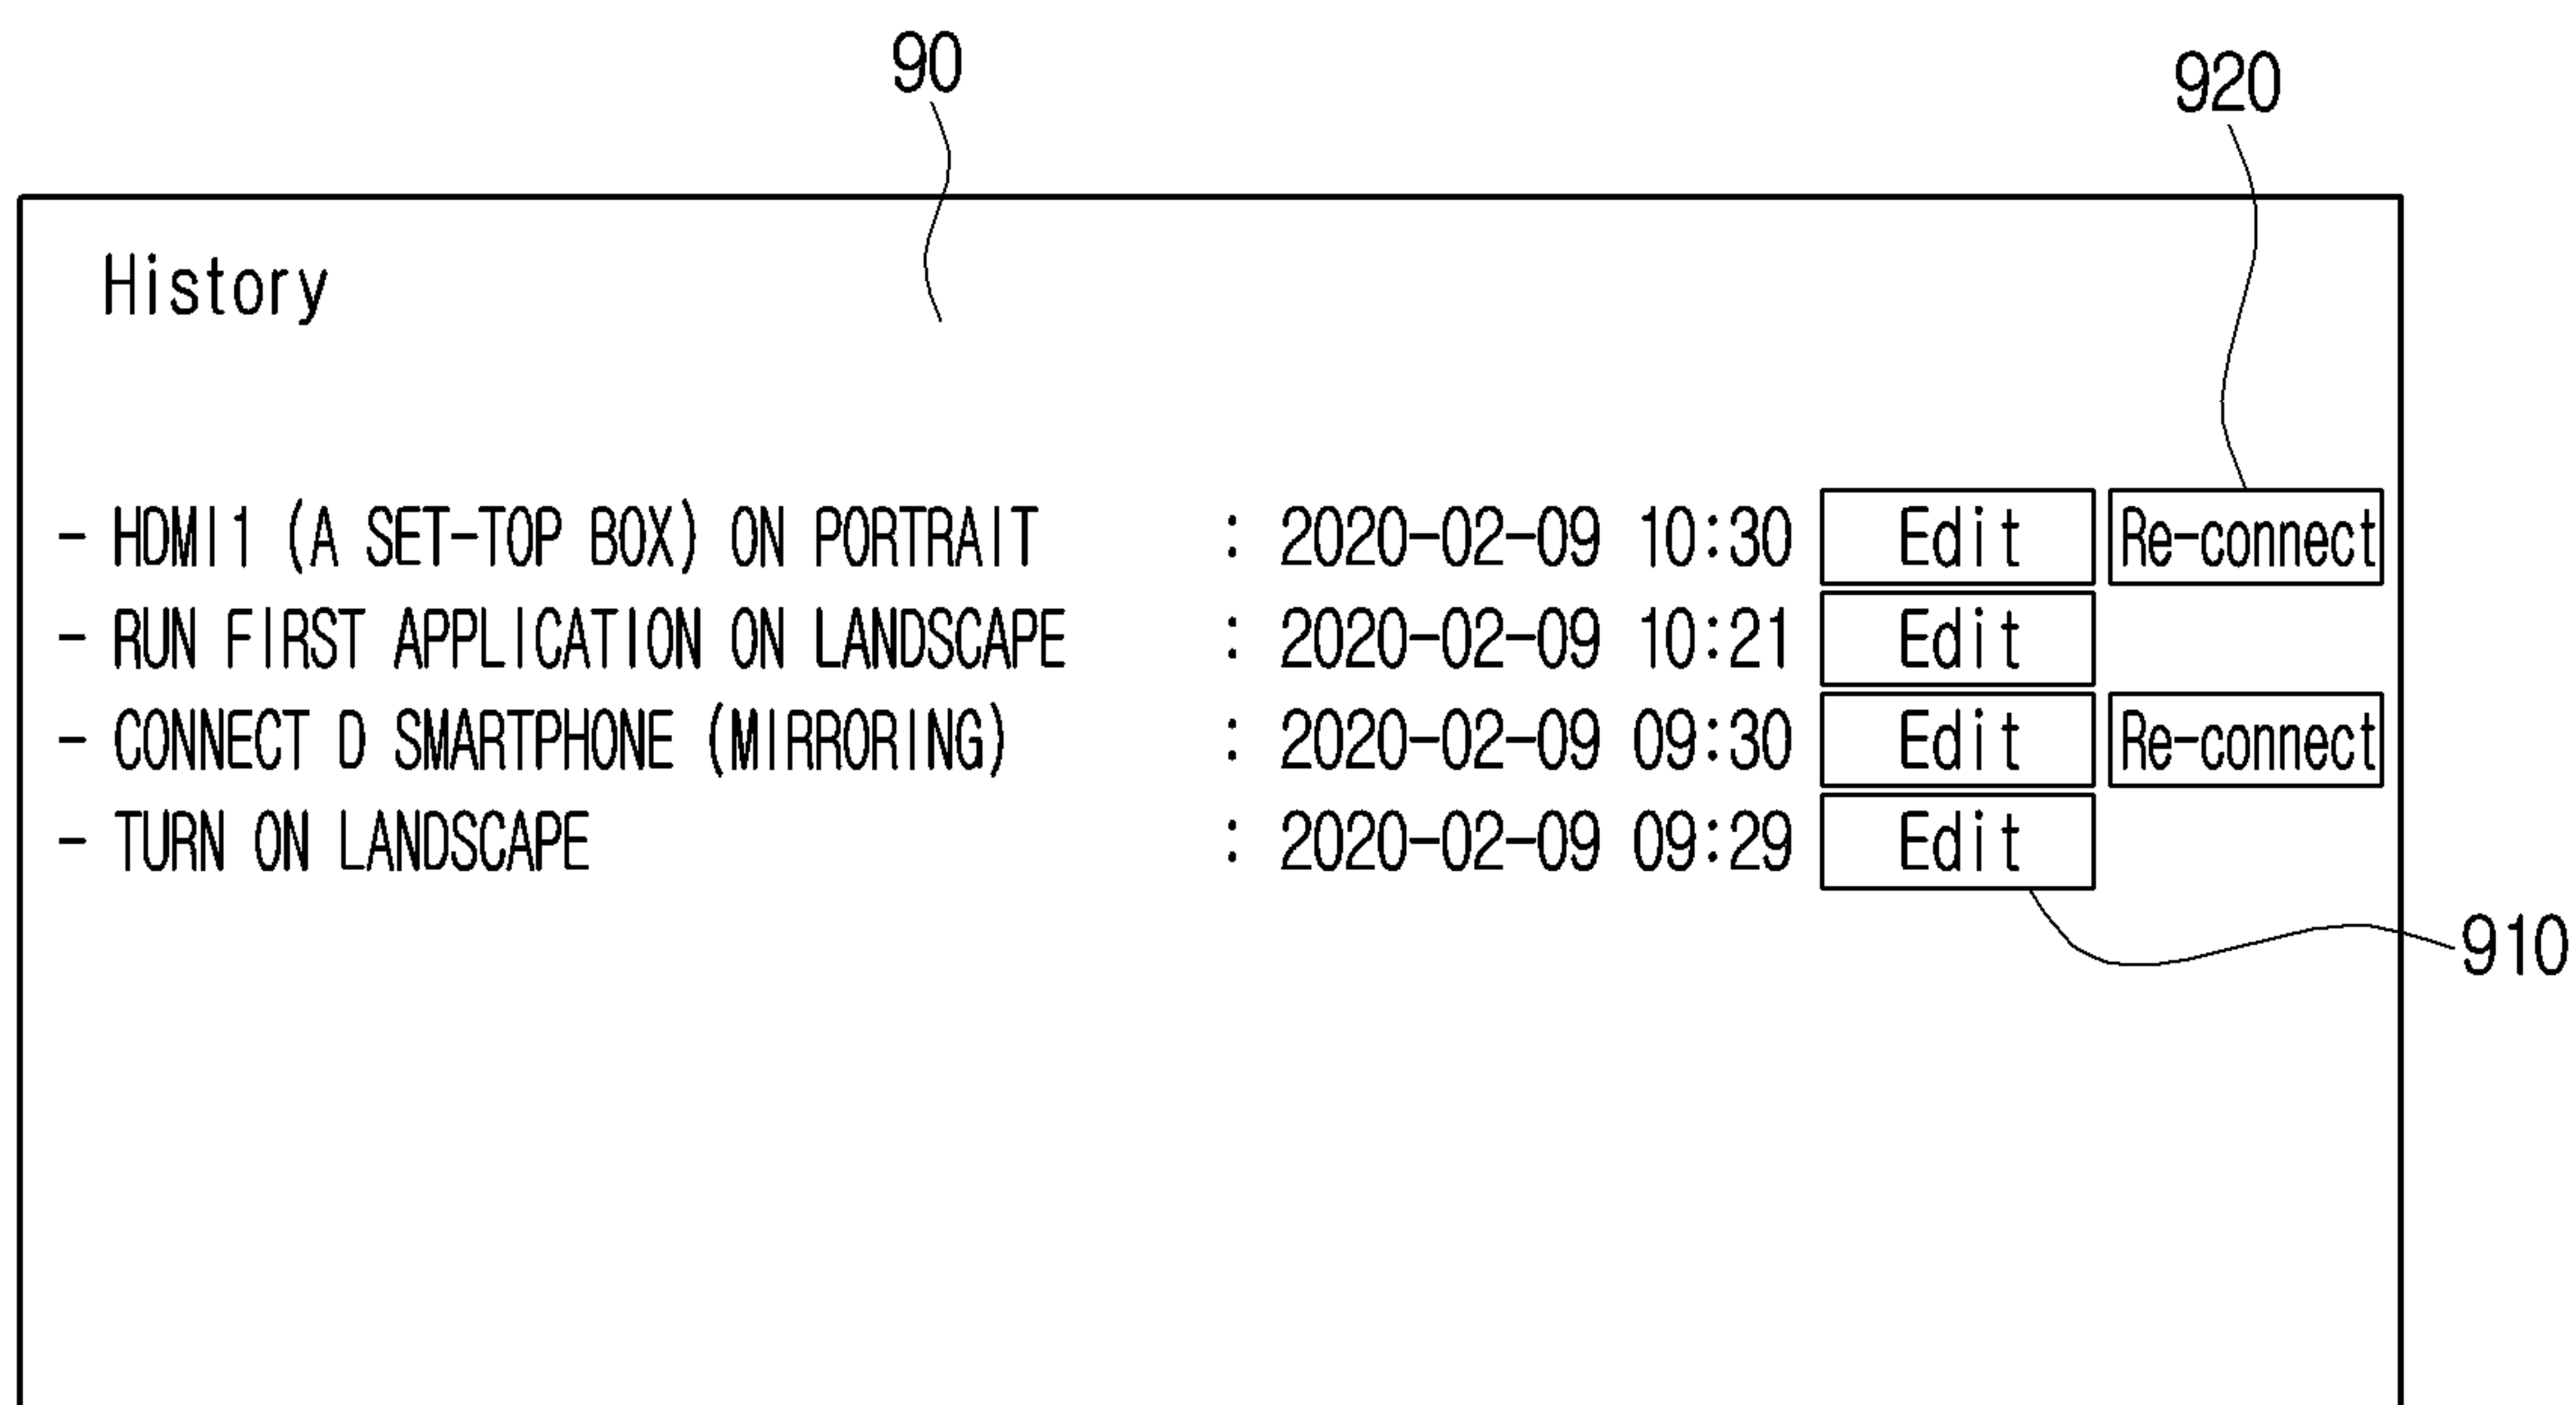 90
920
History
- HDMI1 (A SET-TOP BOX) ON PORTRAIT : 2020-02-09 10:30 Edit Re-connect
- RUN FIRST APPLICATION ON LANDSCAPE : 2020-02-09 10:21 Edit
- CONNECT D SMARTPHONE (MIRRORING) : 2020-02-09 09:30 Edit Re-connect
- TURN ON LANDSCAPE : 2020-02-09 09:29 Edit
910